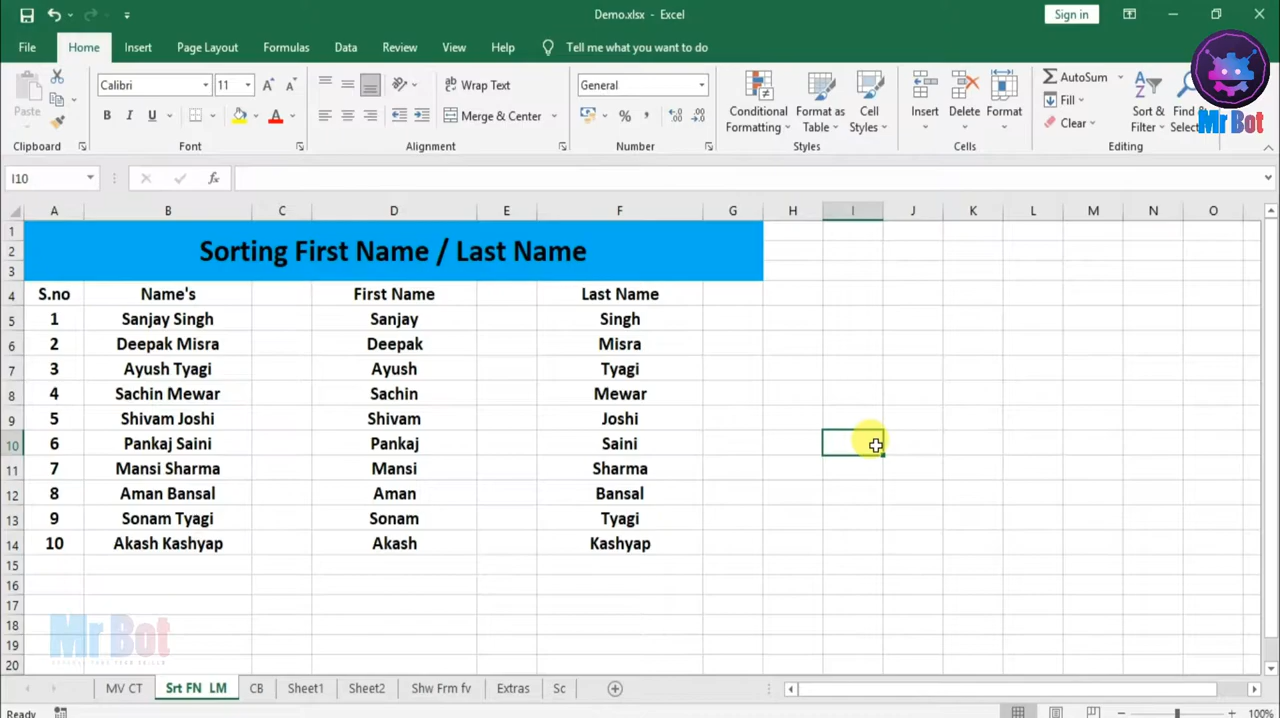 Demo.xlsx - Excel
Sign in
File Home Insert Page Layout Formulas Data Review View Help Tell me what you want to do
Mr Bot
Paste
Calibri 11
B I U
Wrap Text
Merge & Center
General
Conditional Formatting
Format as Table
Cell Styles
Insert Delete Format
AutoSum
Fill
Clear
Sort & Filter
Find & Select
Clipboard Font Alignment Number Styles Cells Editing
I10 fx
A B C D E F G H I J K L M N O
1
2 Sorting First Name / Last Name
3
4 S.no Name's First Name Last Name
5 1 Sanjay Singh Sanjay Singh
6 2 Deepak Misra Deepak Misra
7 3 Ayush Tyagi Ayush Tyagi
8 4 Sachin Mewar Sachin Mewar
9 5 Shivam Joshi Shivam Joshi
10 6 Pankaj Saini Pankaj Saini
11 7 Mansi Sharma Mansi Sharma
12 8 Aman Bansal Aman Bansal
13 9 Sonam Tyagi Sonam Tyagi
14 10 Akash Kashyap Akash Kashyap
15
16
17
18
19
20
Mr Bot
MV CT Srt FN LM CB Sheet1 Sheet2 Shw Frm fv Extras Sc
Ready 100%